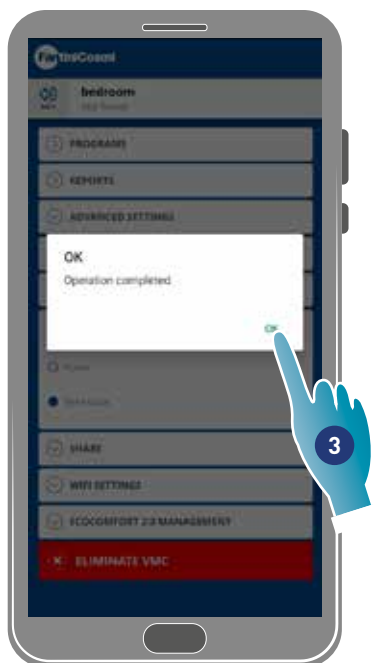 FantiniCosmi
bedroom
PROGRAMS
REPORTS
ADVANCED SETTINGS
OK
Operation completed
OK
3
SHARE
WIFI SETTINGS
ECOCOMFORT 2.0 MANAGEMENT
× ELIMINATE VMC